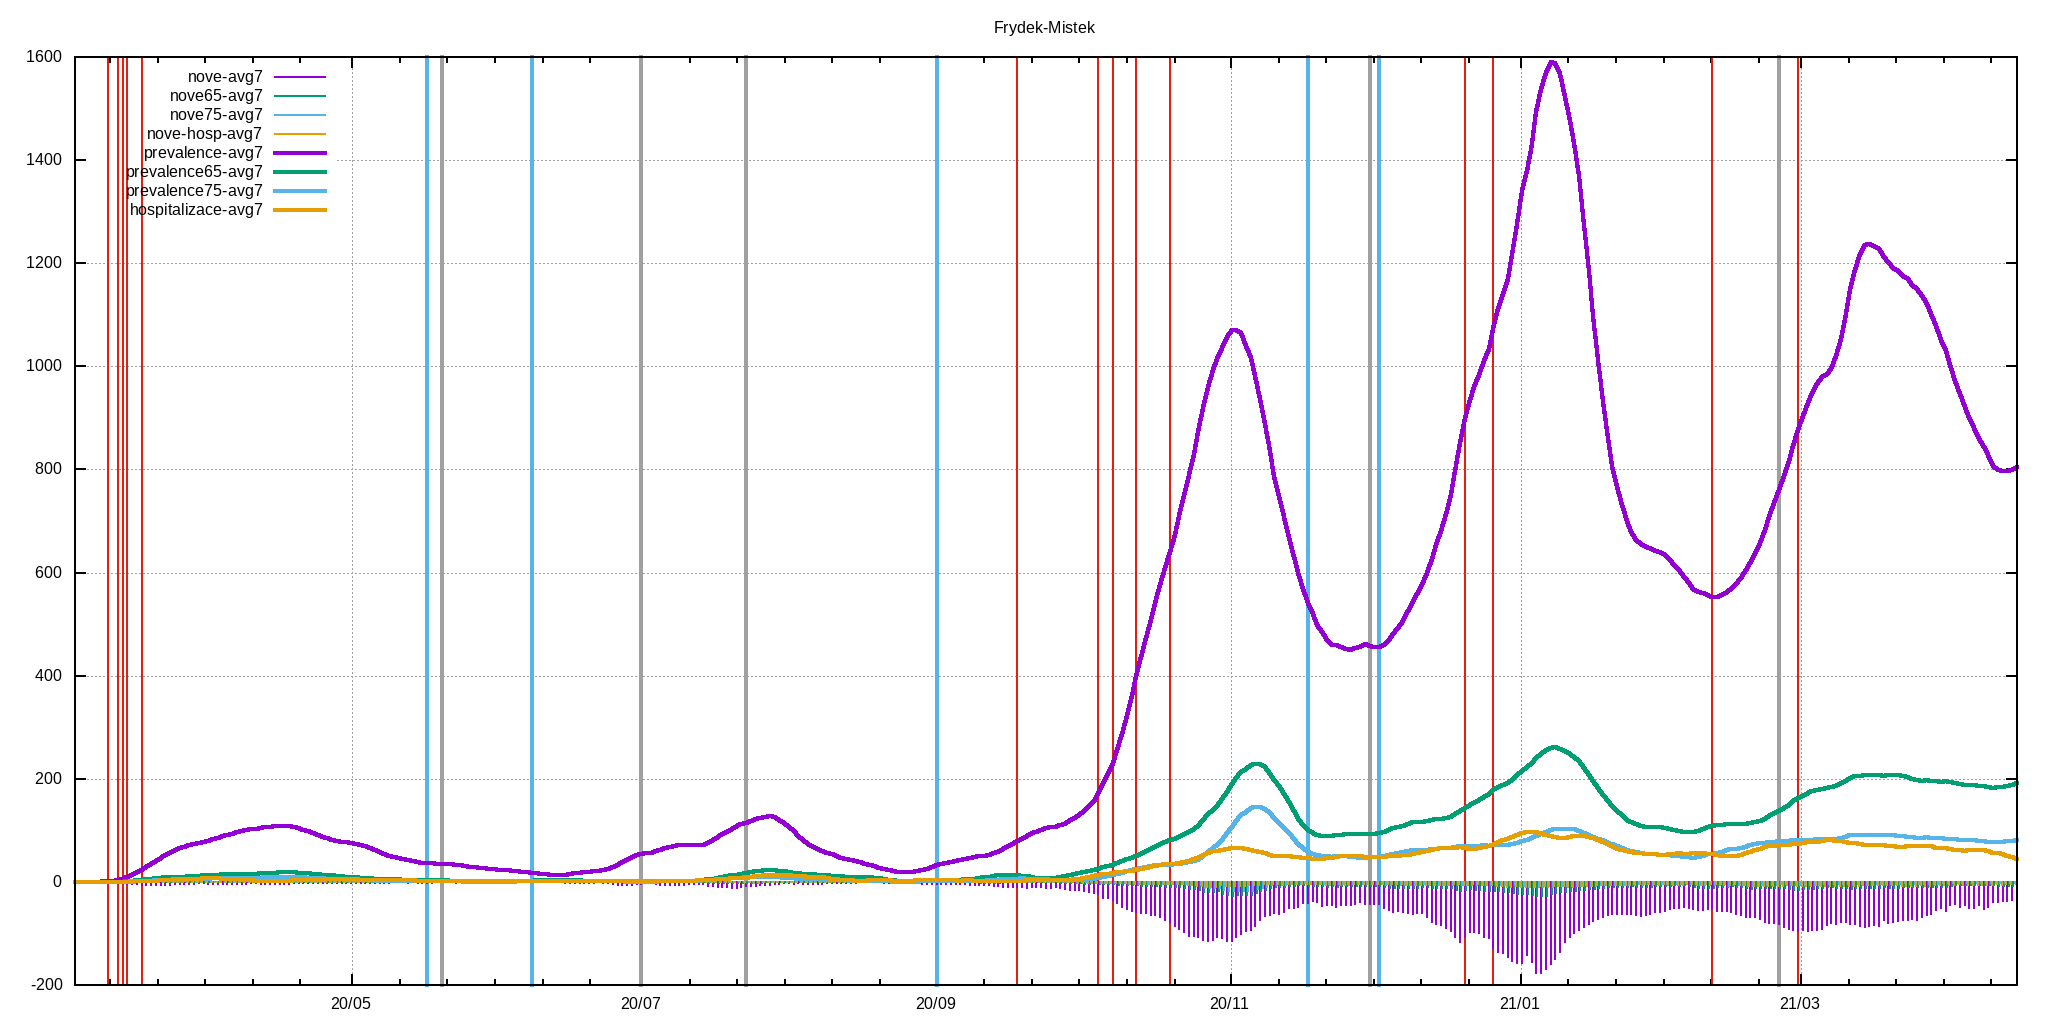 Frydek-Mistek
1600
1400
1200
1000
800
600
400
200
0
-200
nove-avg7
nove65-avg7
nove75-avg7
nove-hosp-avg7
prevalence-avg7
prevalence65-avg7
prevalence75-avg7
hospitalizace-avg7
20/05 20/07 20/09 20/11 21/01 21/03